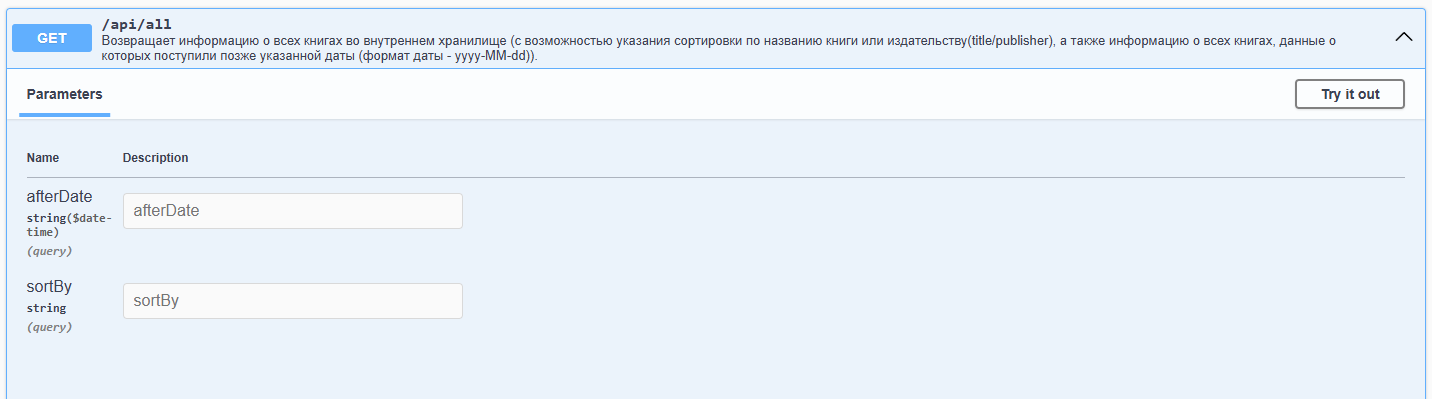 GET
/api/all
Возвращает информацию о всех книгах во внутреннем хранилище (с возможностью указания сортировки по названию книги или издательству(title/publisher), а также информацию о всех книгах, данные о
которых поступили позже указанной даты (формат даты - yyyy-MM-dd)).
Parameters
Try it out
Name Description
afterDate
string($date-
time)
(query)
afterDate
sortBy
string
(query)
sortBy